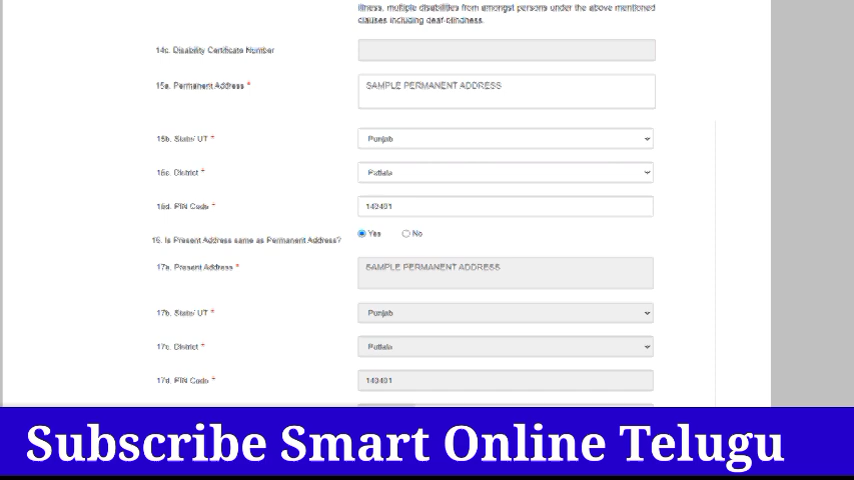 illness, multiple disabilities from amongst persons under the above mentioned
clauses including deaf-blindness.
14c. Disability Certificate Number
15a. Permanent Address *
SAMPLE PERMANENT ADDRESS
15b. State/ UT *
Punjab
15c. District *
Patiala
15d. PIN Code *
140401
16. Is Present Address same as Permanent Address?
Yes
No
17a. Present Address *
SAMPLE PERMANENT ADDRESS
17b. State/ UT *
Punjab
17c. District *
Patiala
17d. PIN Code *
140401
Subscribe Smart Online Telugu